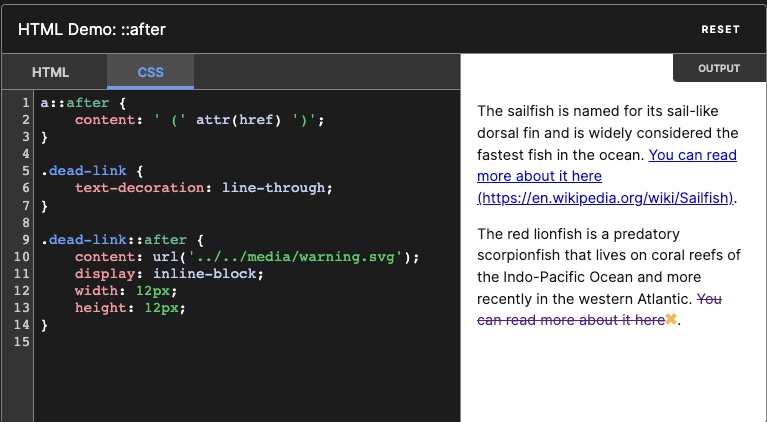 HTML Demo: ::after
RESET
HTML
CSS
OUTPUT
1 a::after {
2     content: ' (' attr(href) ')';
3 }
4
5 .dead-link {
6     text-decoration: line-through;
7 }
8
9 .dead-link::after {
10     content: url('../../media/warning.svg');
11     display: inline-block;
12     width: 12px;
13     height: 12px;
14 }
15
The sailfish is named for its sail-like
dorsal fin and is widely considered the
fastest fish in the ocean. You can read
more about it here
(https://en.wikipedia.org/wiki/Sailfish).
The red lionfish is a predatory
scorpionfish that lives on coral reefs of
the Indo-Pacific Ocean and more
recently in the western Atlantic. You
can read more about it here.